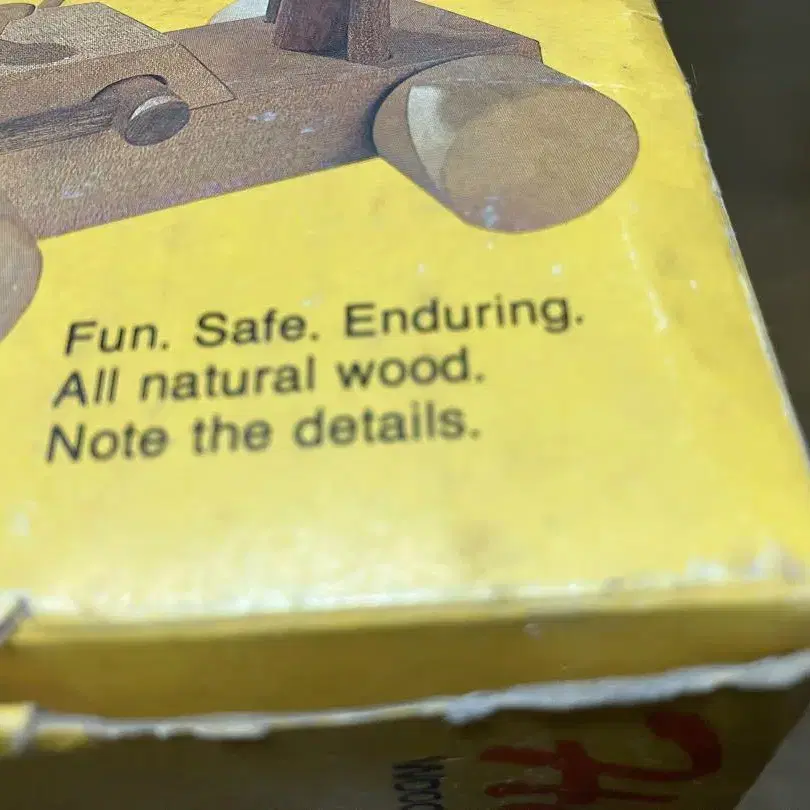 Fun. Safe. Enduring.
All natural wood.
Note the details.